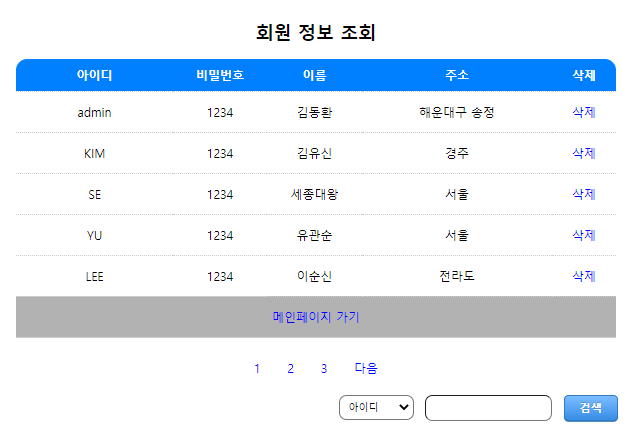 회원 정보 조회
아이디 비밀번호 이름 주소 삭제
admin 1234 김동환 해운대구 송정 삭제
KIM 1234 김유신 경주 삭제
SE 1234 세종대왕 서울 삭제
YU 1234 유관순 서울 삭제
LEE 1234 이순신 전라도 삭제
메인페이지 가기
1 2 3 다음
아이디 검색